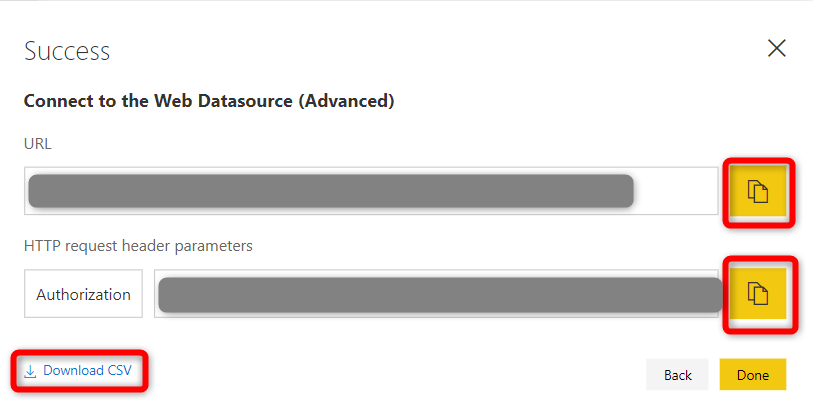 Success
Connect to the Web Datasource (Advanced)
URL
HTTP request header parameters
Authorization
Download CSV
Back
Done